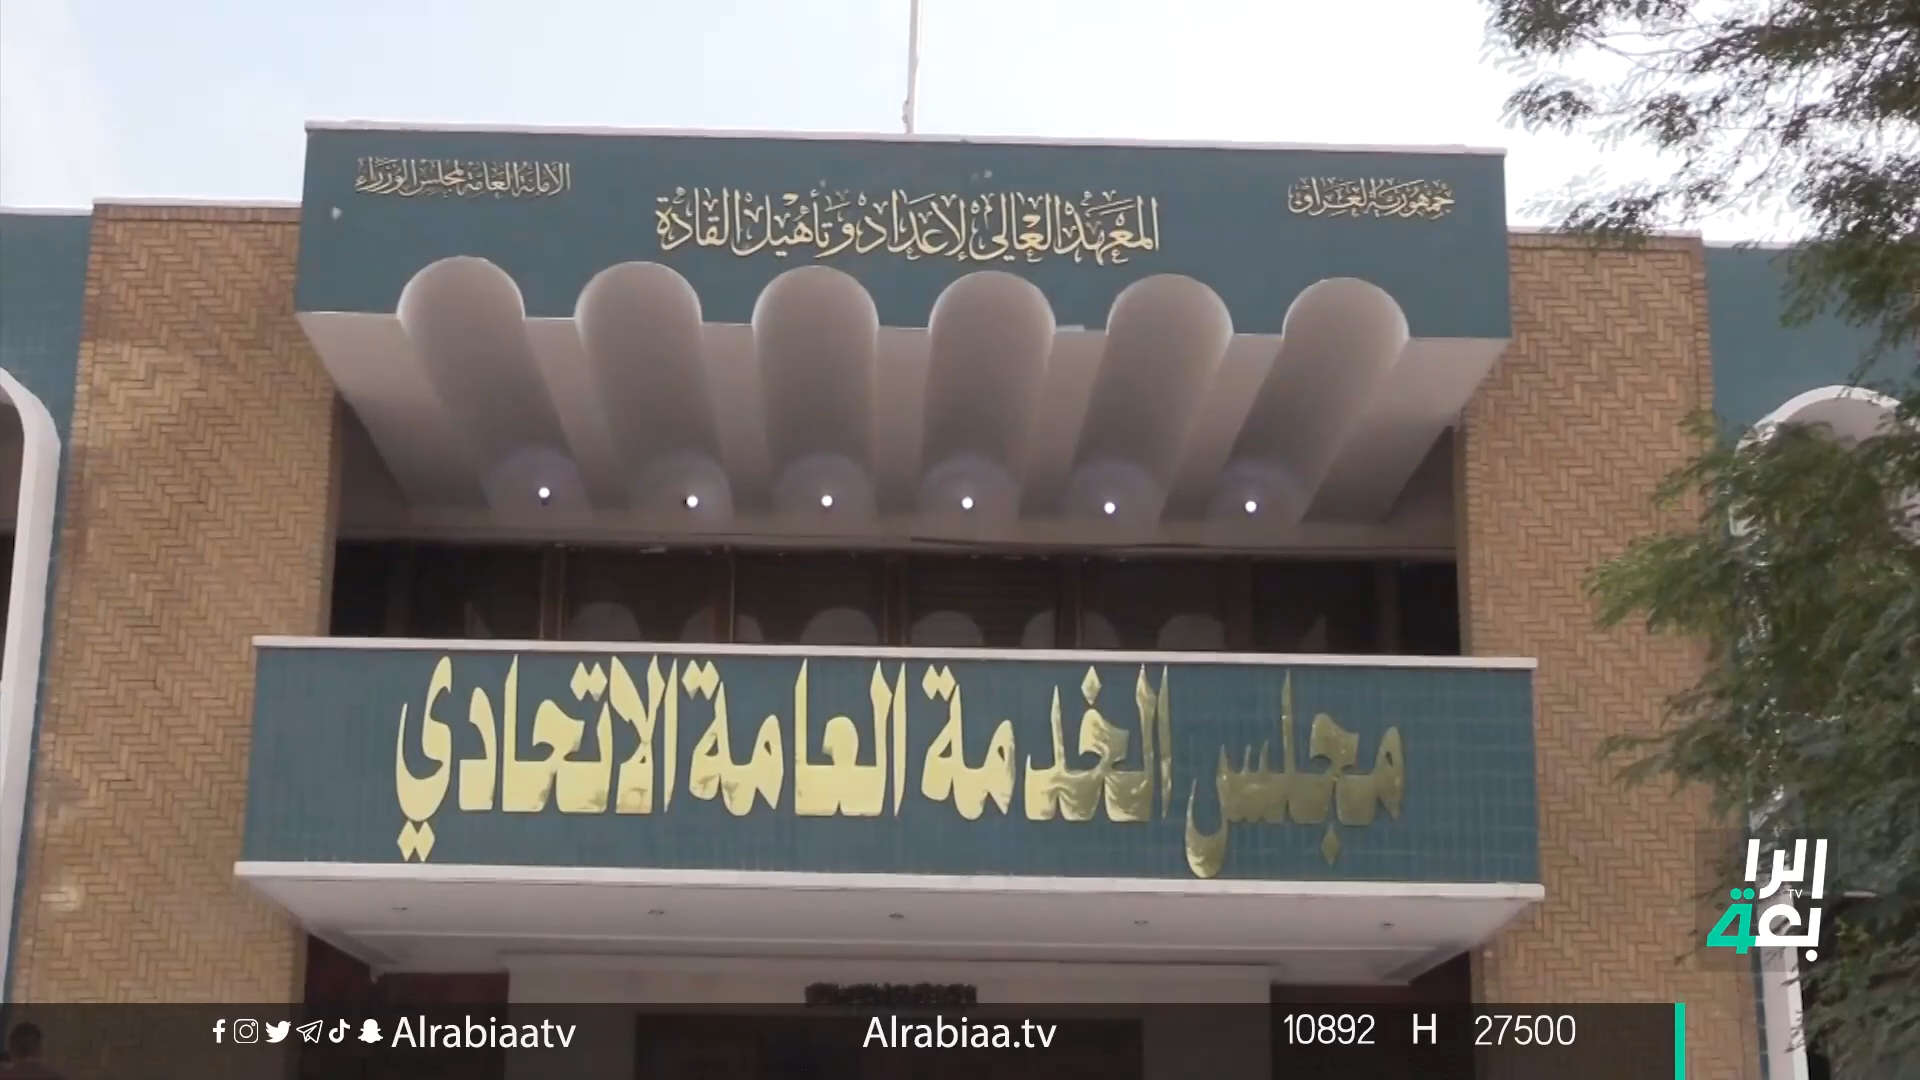 جمهورية العراق
الأمانة العامة لمجلس الوزراء
المعهد العالي لإعداد وتأهيل القادة
مجلس الخدمة العامة الاتحادي
الرابعة 4
TV
Alrabiaatv
Alrabiaa.tv
10892 H 27500